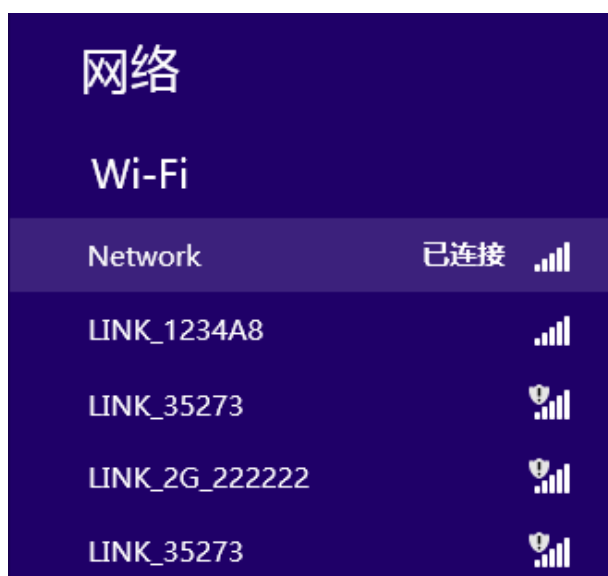 网络
Wi-Fi
Network 已连接
LINK_1234A8
LINK_35273
LINK_2G_222222
LINK_35273